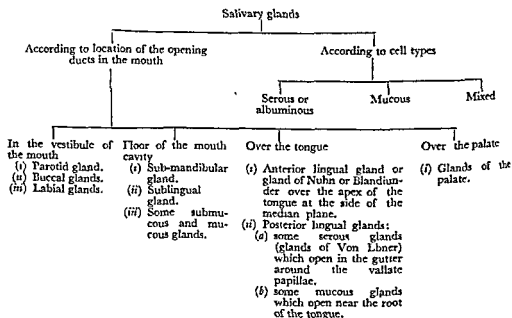 Salivary glands
According to location of the opening
ducts in the mouth
According to cell types
Serous or
albuminous
Mucous
Mixed
In the vestibule of
the mouth
(i) Parotid gland.
(ii) Buccal glands.
(iii) Labial glands.
Floor of the mouth
cavity
(i) Sub-mandibular
gland.
(ii) Sublingual
gland.
(iii) Some submu-
cous and mu-
cous glands.
Over the tongue
(i) Anterior lingual gland or
gland of Nuhn or Blandiun-
der over the apex of the
tongue at the side of the
median plane.
(ii) Posterior lingual glands:
(a) some serous glands
(glands of Von Ebner)
which open in the gutter
around the vallate
papillae.
(b) some mucous glands
which open near the root
of the tongue.
Over the palate
(i) Glands of the
palate.